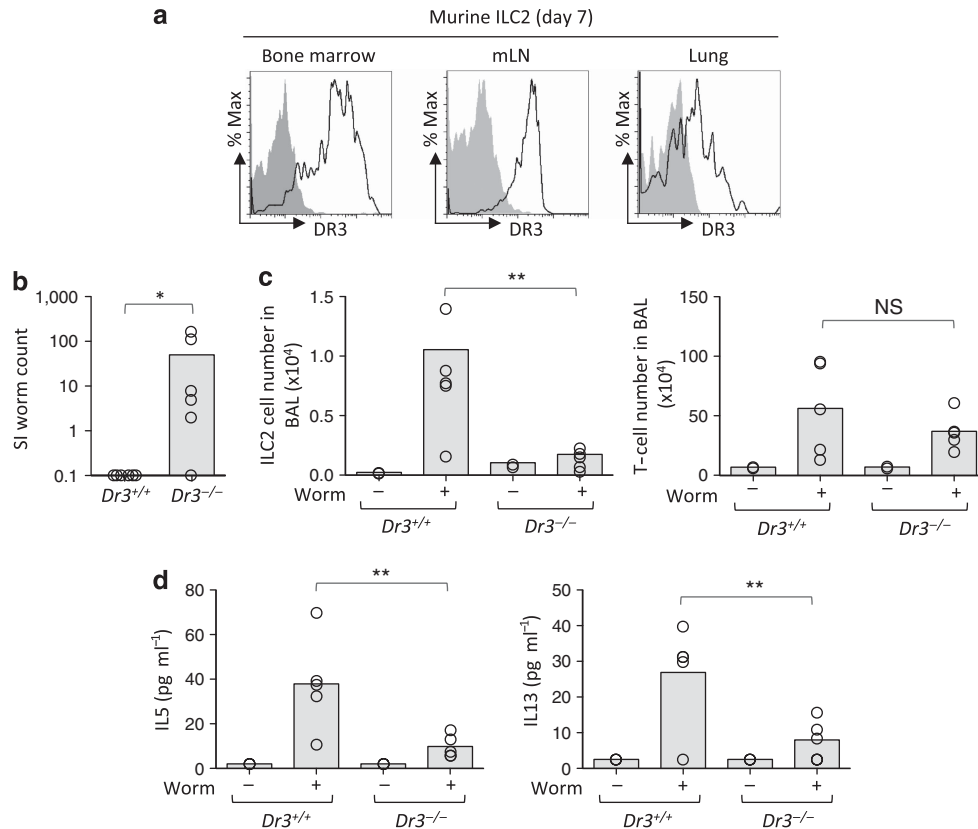 a
Murine ILC2 (day 7)
Bone marrow
mLN
Lung
% Max
% Max
% Max
DR3
DR3
DR3
b
SI worm count
1,000
100
10
1
0.1
*
Dr3+/+
Dr3−/−
c
ILC2 cell number in
BAL (x10⁴)
1.5
1.0
0.5
0.0
**
Worm − + − +
Dr3+/+
Dr3−/−
T-cell number in BAL
(x10⁴)
150
100
50
0
NS
Worm − + − +
Dr3+/+
Dr3−/−
d
IL5 (pg ml⁻¹)
80
60
40
20
0
**
Worm − + − +
Dr3+/+
Dr3−/−
IL13 (pg ml⁻¹)
50
40
30
20
10
0
**
Worm − + − +
Dr3+/+
Dr3−/−